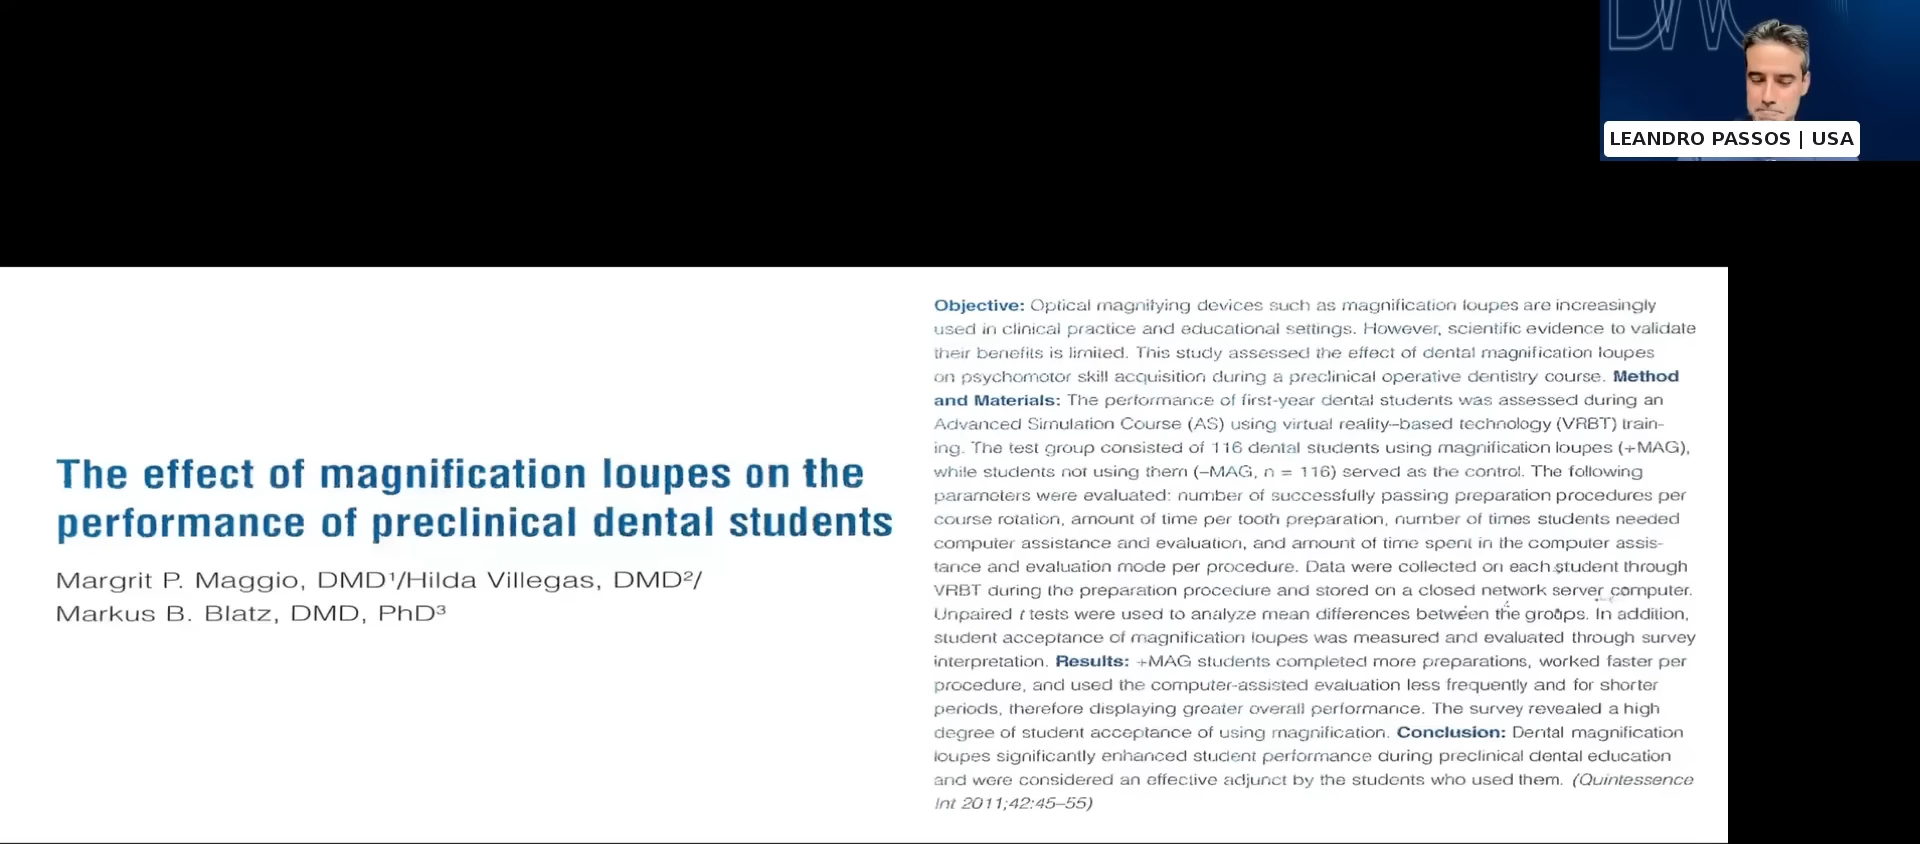 LEANDRO PASSOS | USA
The effect of magnification loupes on the
performance of preclinical dental students
Margrit P. Maggio, DMD¹/Hilda Villegas, DMD²/
Markus B. Blatz, DMD, PhD³
Objective: Optical magnifying devices such as magnification loupes are increasingly
used in clinical practice and educational settings. However, scientific evidence to validate
their benefits is limited. This study assessed the effect of dental magnification loupes
on psychomotor skill acquisition during a preclinical operative dentistry course. Method
and Materials: The performance of first-year dental students was assessed during an
Advanced Simulation Course (AS) using virtual reality–based technology (VRBT) train-
ing. The test group consisted of 116 dental students using magnification loupes (+MAG),
while students not using them (–MAG, n = 116) served as the control. The following
parameters were evaluated: number of successfully passing preparation procedures per
course rotation, amount of time per tooth preparation, number of times students needed
computer assistance and evaluation, and amount of time spent in the computer assis-
tance and evaluation mode per procedure. Data were collected on each student through
VRBT during the preparation procedure and stored on a closed network server computer.
Unpaired t tests were used to analyze mean differences between the groups. In addition,
student acceptance of magnification loupes was measured and evaluated through survey
interpretation. Results: +MAG students completed more preparations, worked faster per
procedure, and used the computer-assisted evaluation less frequently and for shorter
periods, therefore displaying greater overall performance. The survey revealed a high
degree of student acceptance of using magnification. Conclusion: Dental magnification
loupes significantly enhanced student performance during preclinical dental education
and were considered an effective adjunct by the students who used them. (Quintessence
Int 2011;42:45–55)